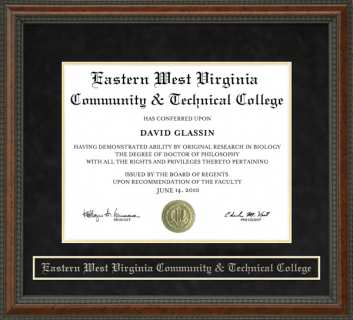 Eastern West Virginia
Community & Technical College
HAS CONFERRED UPON
DAVID GLASSIN
HAVING DEMONSTRATED ABILITY BY ORIGINAL RESEARCH IN BIOLOGY
THE DEGREE OF DOCTOR OF PHILOSOPHY
WITH ALL THE RIGHTS AND PRIVILEGES THERETO PERTAINING
ISSUED BY THE BOARD OF REGENTS
UPON RECOMMENDATION OF THE FACULTY
JUNE 14, 2010
PROVOST
PRESIDENT
Eastern West Virginia Community & Technical College